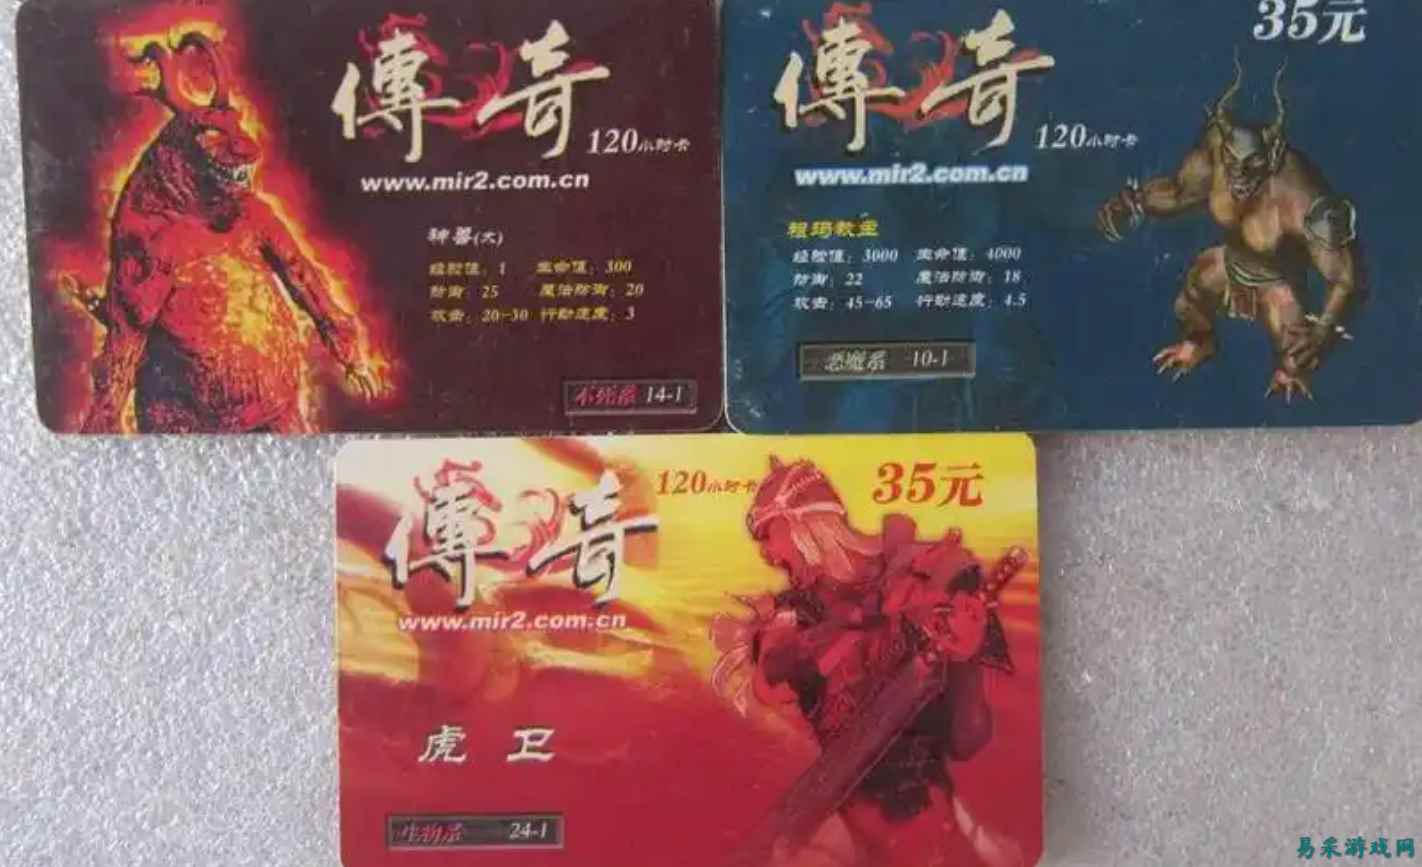 傳奇
120小时卡
www.mir2.com.cn
神兽(大)
经验值：1 生命值：300
防御：25 魔法防御：20
攻击：20-30 行动速度：3
不死系 14-1
35元
傳奇
120小时卡
www.mir2.com.cn
祖玛教主
经验值：3000 生命值：4000
防御：22 魔法防御：18
攻击：45-65 行动速度：4.5
恶魔系 10-1
120小时卡
35元
傳奇
www.mir2.com.cn
虎卫
生物系 24-1
易采游戏网